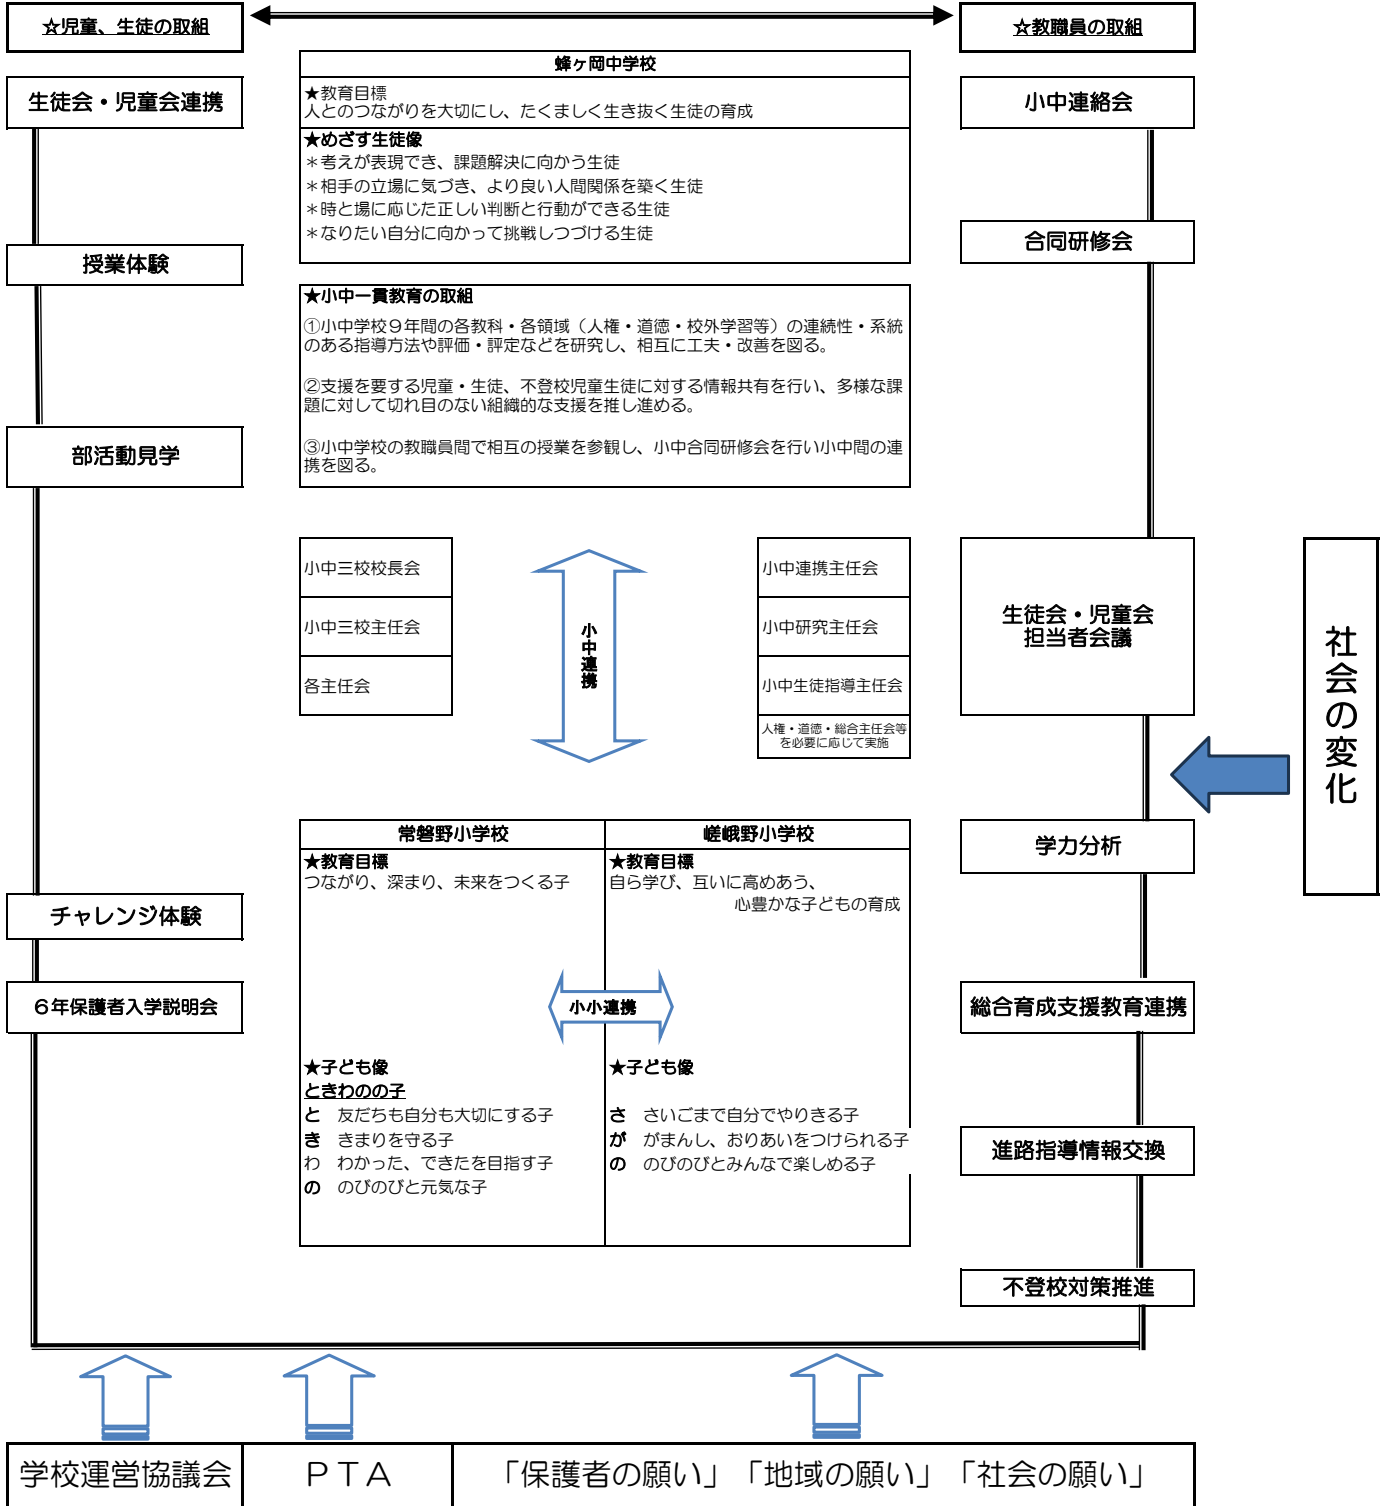 ☆児童、生徒の取組
☆教職員の取組
生徒会・児童会連携
授業体験
部活動見学
チャレンジ体験
６年保護者入学説明会
蜂ヶ岡中学校
★教育目標
人とのつながりを大切にし、たくましく生き抜く生徒の育成
★めざす生徒像
＊考えが表現でき、課題解決に向かう生徒
＊相手の立場に気づき、より良い人間関係を築く生徒
＊時と場に応じた正しい判断と行動ができる生徒
＊なりたい自分に向かって挑戦しつづける生徒
★小中一貫教育の取組
①小中学校９年間の各教科・各領域（人権・道徳・校外学習等）の連続性・系統
のある指導方法や評価・評定などを研究し、相互に工夫・改善を図る。
②支援を要する児童・生徒、不登校児童生徒に対する情報共有を行い、多様な課
題に対して切れ目のない組織的な支援を推し進める。
③小中学校の教職員間で相互の授業を参観し、小中合同研修会を行い小中間の連
携を図る。
小中三校校長会
小中三校主任会
各主任会
小中連携
小中連携主任会
小中研究主任会
小中生徒指導主任会
人権・道徳・総合主任会等
を必要に応じて実施
常磐野小学校
★教育目標
つながり、深まり、未来をつくる子
嵯峨野小学校
★教育目標
自ら学び、互いに高めあう、
心豊かな子どもの育成
小小連携
★子ども像
ときわのの子
と　友だちも自分も大切にする子
き　きまりを守る子
わ　わかった、できたを目指す子
の　のびのびと元気な子
★子ども像
さ　さいごまで自分でやりきる子
が　がまんし、おりあいをつけられる子
の　のびのびとみんなで楽しめる子
小中連絡会
合同研修会
生徒会・児童会
担当者会議
学力分析
総合育成支援教育連携
進路指導情報交換
不登校対策推進
社会の変化
学校運営協議会
ＰＴＡ
「保護者の願い」「地域の願い」「社会の願い」